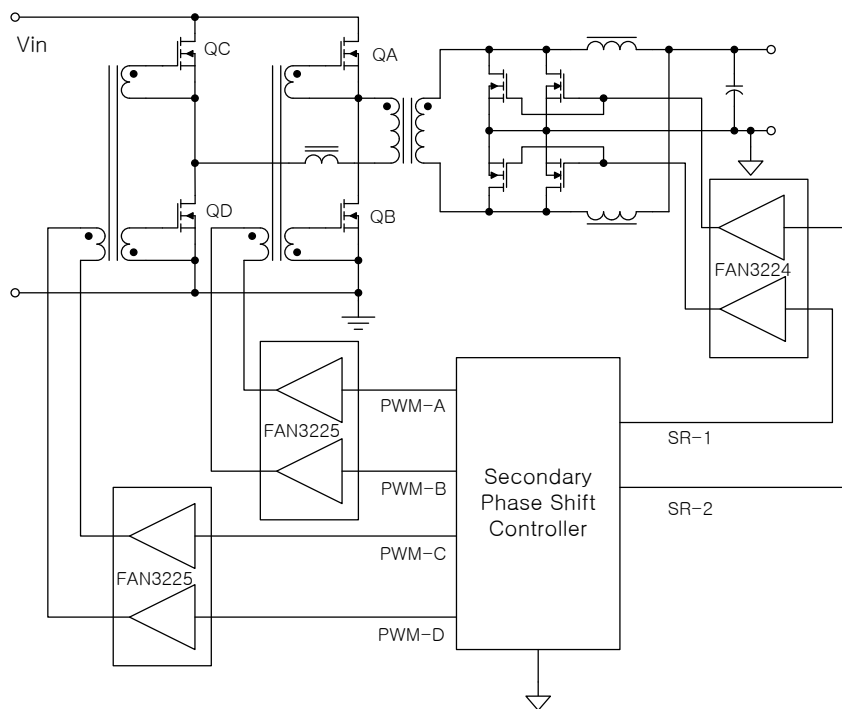 Vin
QC
QA
QD
QB
FAN3224
PWM-A
FAN3225
PWM-B
SR-1
Secondary
Phase Shift
Controller
SR-2
PWM-C
FAN3225
PWM-D